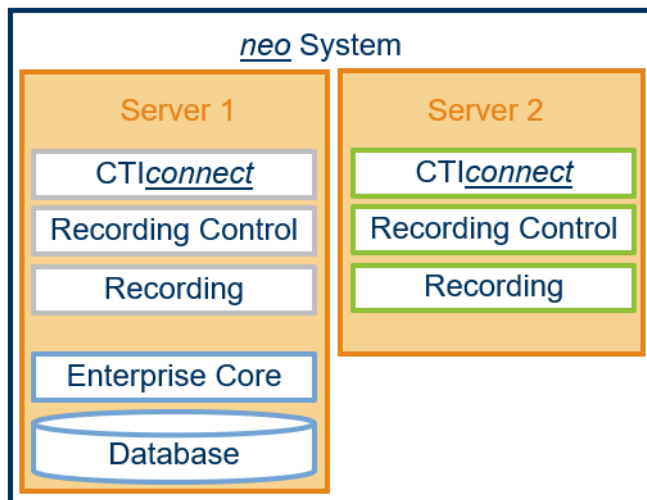 neo System
Server 1
CTIconnect
Recording Control
Recording
Enterprise Core
Database
Server 2
CTIconnect
Recording Control
Recording